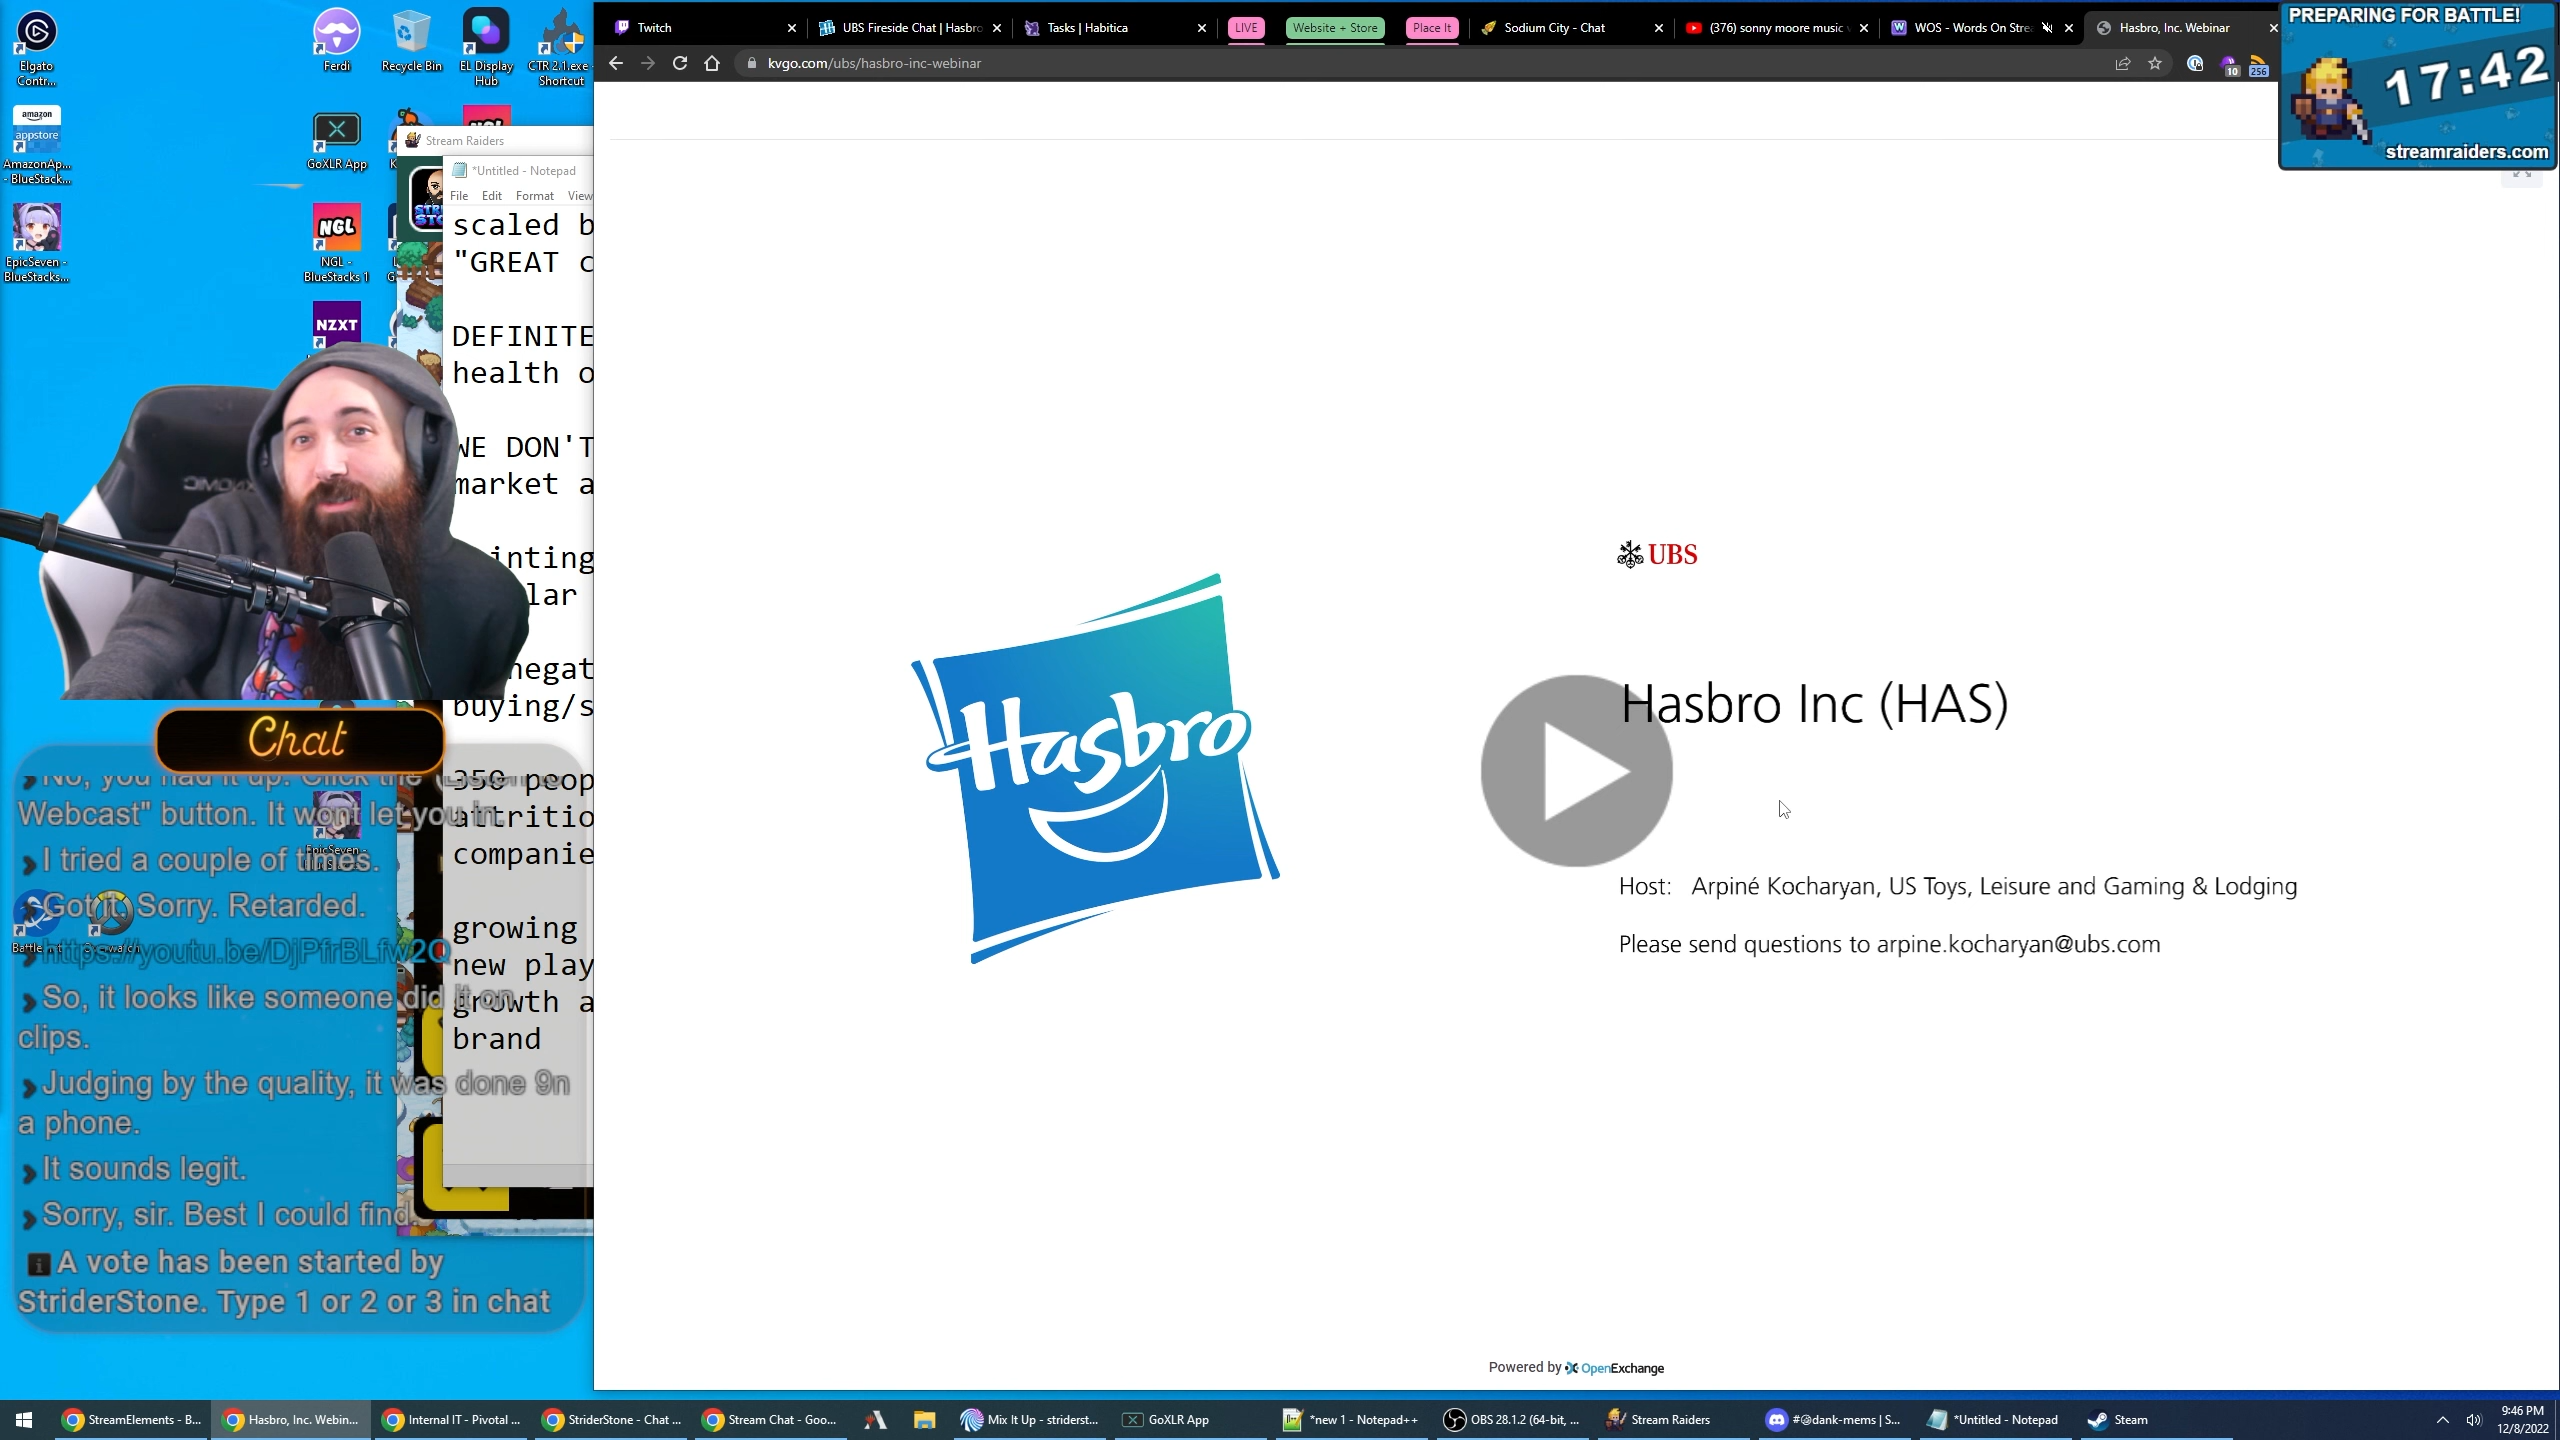 Twitch
UBS Fireside Chat | Hasbro
Tasks | Habitica
LIVE
Website + Store
Place It
Sodium City - Chat
(376) sonny moore music
WOS - Words On Stre
Hasbro, Inc. Webinar
kvgo.com/ubs/hasbro-inc-webinar
10
256
PREPARING FOR BATTLE!
17:42
streamraiders.com
Elgato
Contr...
Ferdi
Recycle Bin
EL Display
Hub
CTR 2.1.exe -
Shortcut
amazon
appstore
AmazonAp...
- BlueStack...
GoXLR App
EpicSeven -
BlueStacks...
NGL
NGL -
BlueStacks 1
NZXT
Stream Raiders
*Untitled - Notepad
File Edit Format View
scaled b
"GREAT c
DEFINITE
health o
WE DON'T
market a
inting
lar
negat
buying/s
350 peop
attritio
companie
growing
new play
growth a
brand
UBS
Hasbro
Hasbro Inc (HAS)
Host: Arpiné Kocharyan, US Toys, Leisure and Gaming & Lodging
Please send questions to arpine.kocharyan@ubs.com
Powered by OpenExchange
Chat
No, you had it up. Click the
Webcast" button. It wont let you in.
I tried a couple of times.
Got it. Sorry. Retarded.
https://youtu.be/DjPfrBLfw2Q
So, it looks like someone did it on
clips.
Judging by the quality, it was done 9n
a phone.
It sounds legit.
Sorry, sir. Best I could find.
A vote has been started by
StriderStone. Type 1 or 2 or 3 in chat
EpicSeven -
StreamElements - B...
Hasbro, Inc. Webin...
Internal IT - Pivotal ...
StriderStone - Chat ...
Stream Chat - Goo...
Mix It Up - striderst...
GoXLR App
*new 1 - Notepad++
OBS 28.1.2 (64-bit, ...
Stream Raiders
#@dank-memes | S...
*Untitled - Notepad
Steam
9:46 PM
12/8/2022